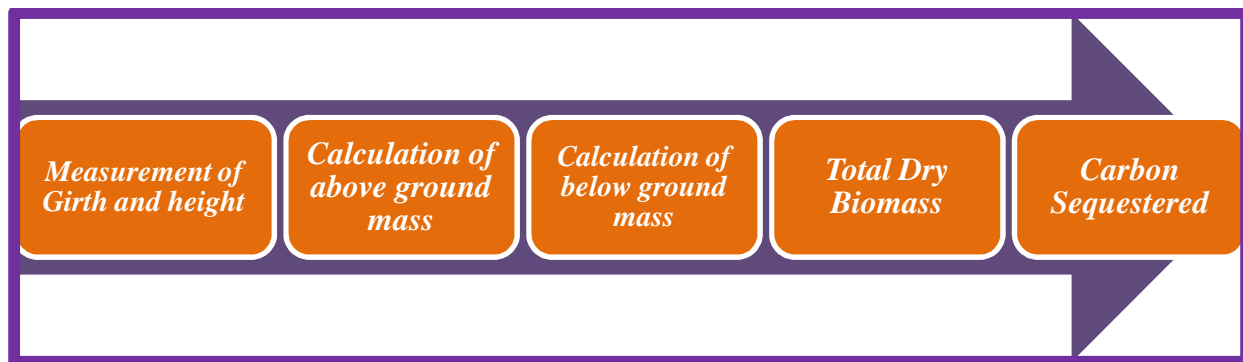 Measurement of
Girth and height
Calculation of
above ground
mass
Calculation of
below ground
mass
Total Dry
Biomass
Carbon
Sequestered